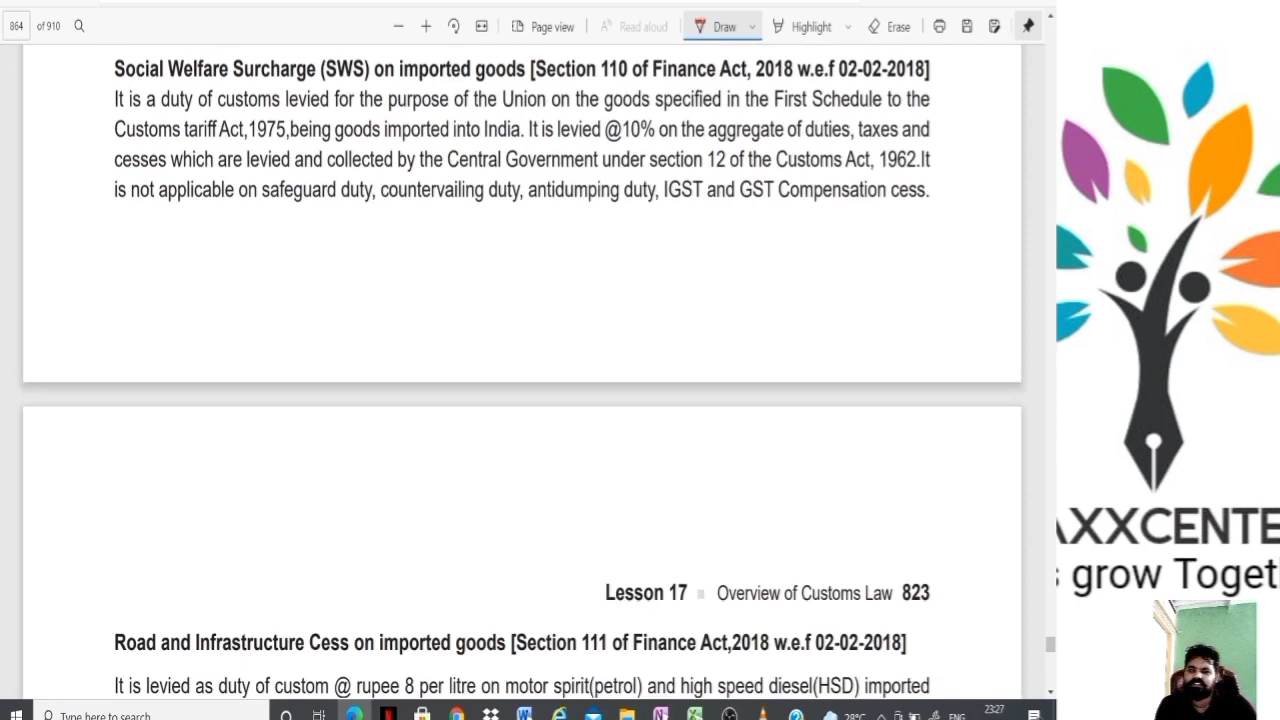 864 of 910 Page view Read aloud Draw Highlight Erase
Social Welfare Surcharge (SWS) on imported goods [Section 110 of Finance Act, 2018 w.e.f 02-02-2018]
It is a duty of customs levied for the purpose of the Union on the goods specified in the First Schedule to the
Customs tariff Act,1975,being goods imported into India. It is levied @10% on the aggregate of duties, taxes and
cesses which are levied and collected by the Central Government under section 12 of the Customs Act, 1962.It
is not applicable on safeguard duty, countervailing duty, antidumping duty, IGST and GST Compensation cess.
Lesson 17 Overview of Customs Law 823
Road and Infrastructure Cess on imported goods [Section 111 of Finance Act,2018 w.e.f 02-02-2018]
It is levied as duty of custom @ rupee 8 per litre on motor spirit(petrol) and high speed diesel(HSD) imported
AXXCENTE
grow Toget
Type here to search 28°C ENG 23:27